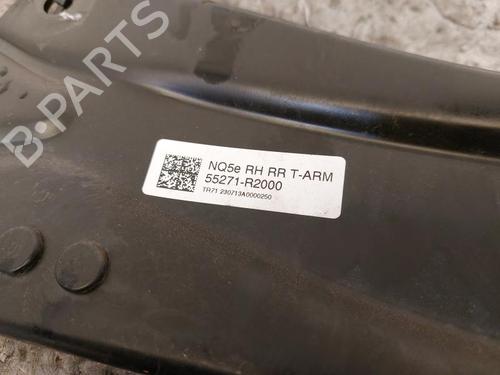 B-PARTS
NQ5e RH RR T-ARM
55271-R2000
TR71 230713A0000250